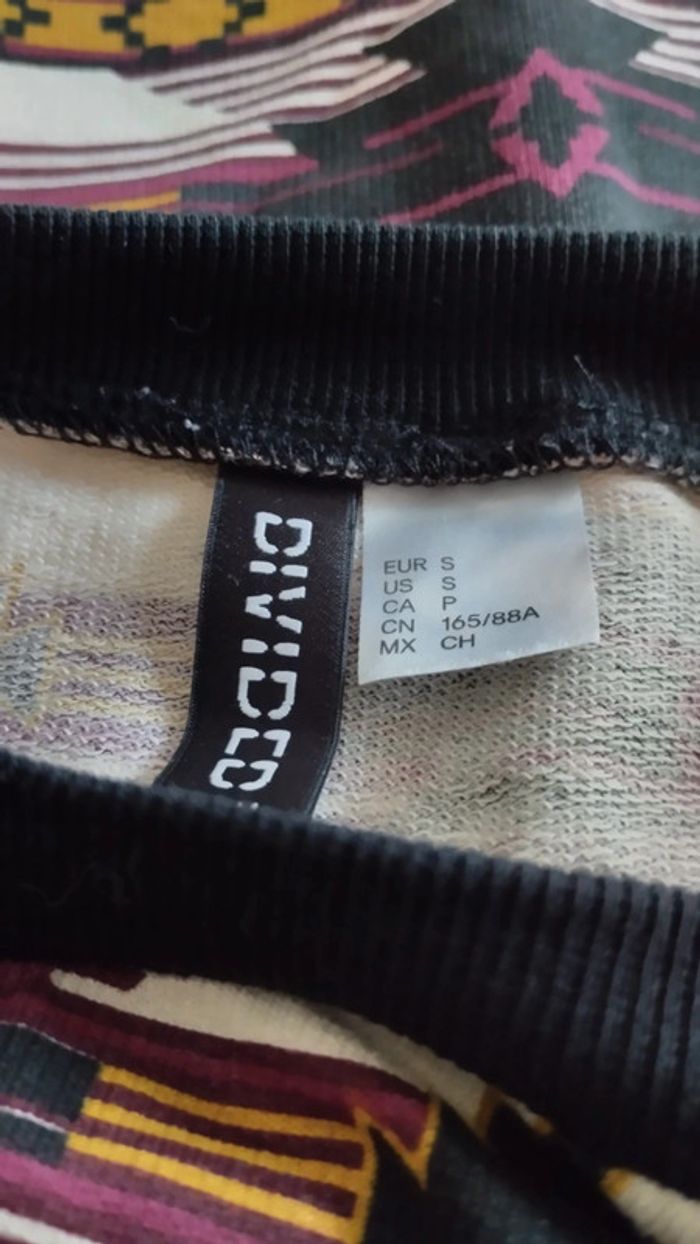 DIVIDED
EUR S
US S
CA P
CN 165/88A
MX CH